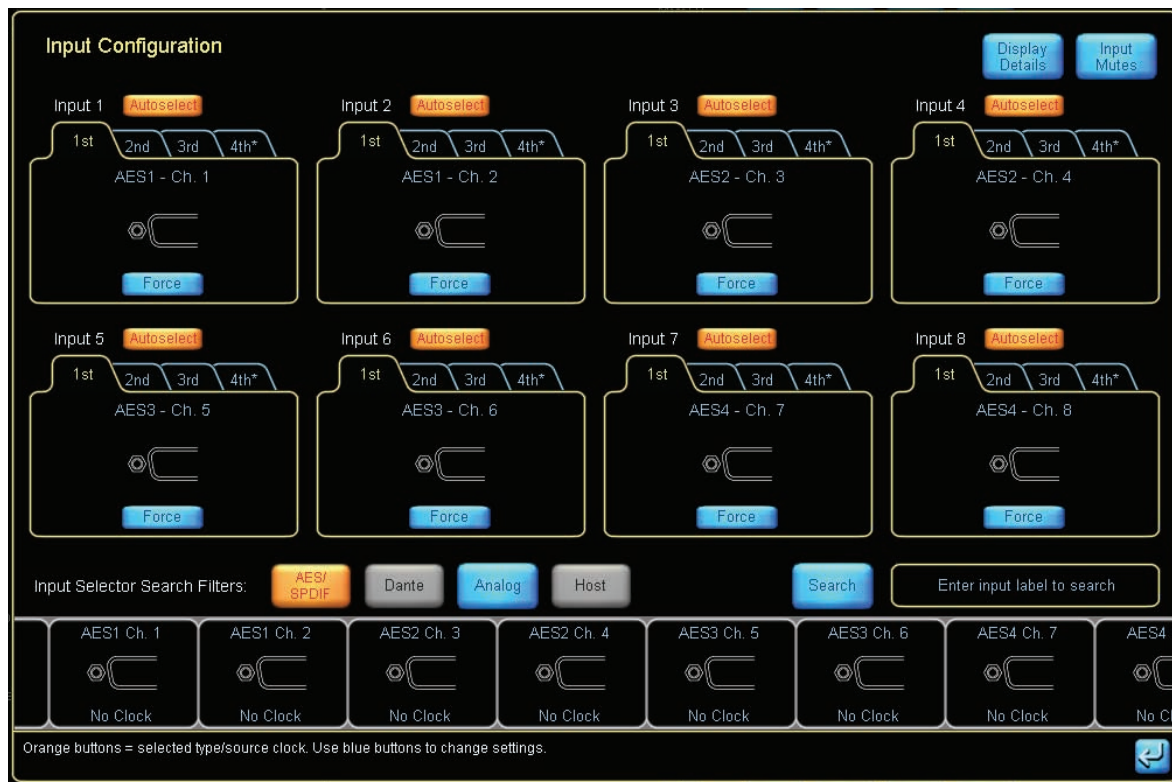 Input Configuration
Display Details
Input Mutes
Input 1 Autoselect
Input 2 Autoselect
Input 3 Autoselect
Input 4 Autoselect
1st 2nd 3rd 4th*
1st 2nd 3rd 4th*
1st 2nd 3rd 4th*
1st 2nd 3rd 4th*
AES1 - Ch. 1
AES1 - Ch. 2
AES2 - Ch. 3
AES2 - Ch. 4
Force
Force
Force
Force
Input 5 Autoselect
Input 6 Autoselect
Input 7 Autoselect
Input 8 Autoselect
1st 2nd 3rd 4th*
1st 2nd 3rd 4th*
1st 2nd 3rd 4th*
1st 2nd 3rd 4th*
AES3 - Ch. 5
AES3 - Ch. 6
AES4 - Ch. 7
AES4 - Ch. 8
Force
Force
Force
Force
Input Selector Search Filters:
AES/
SPDIF
Dante
Analog
Host
Search
Enter input label to search
AES1 Ch. 1
AES1 Ch. 2
AES2 Ch. 3
AES2 Ch. 4
AES3 Ch. 5
AES3 Ch. 6
AES4 Ch. 7
AES4
No Clock
No Clock
No Clock
No Clock
No Clock
No Clock
No Clock
No C
Orange buttons = selected type/source clock. Use blue buttons to change settings.